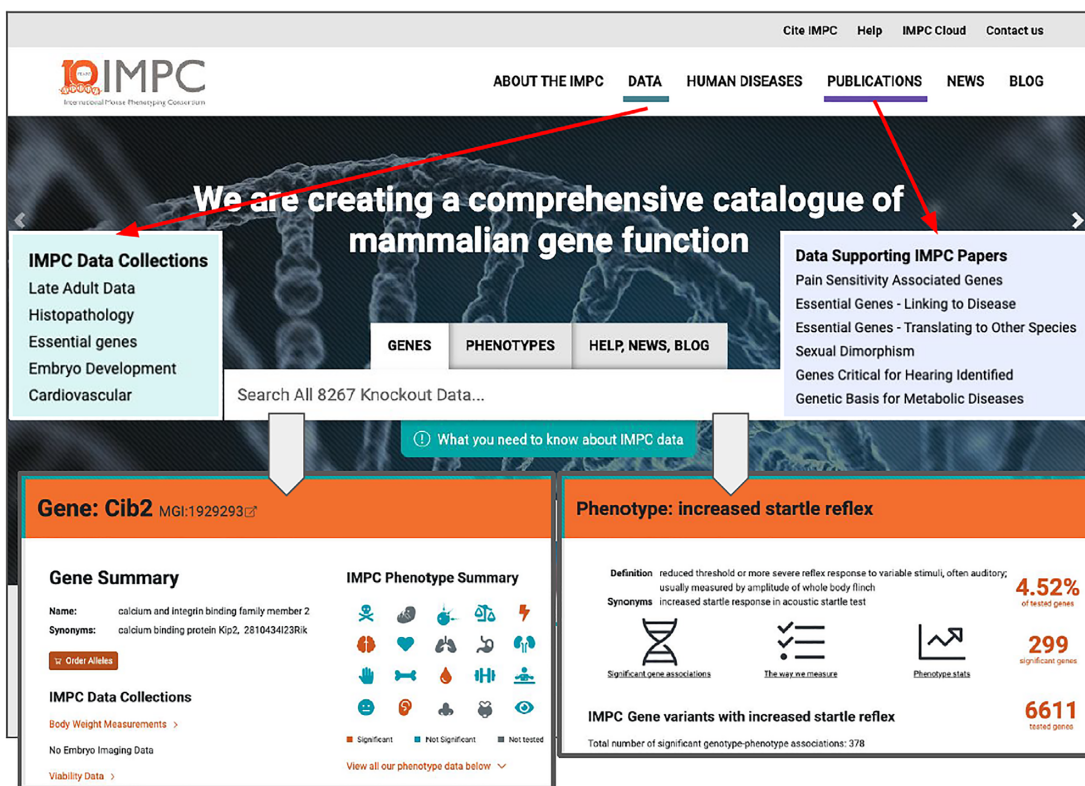 Cite IMPC Help IMPC Cloud Contact us
10 YEARS IMPC
International Mouse Phenotyping Consortium
ABOUT THE IMPC DATA HUMAN DISEASES PUBLICATIONS NEWS BLOG
We are creating a comprehensive catalogue of
mammalian gene function
IMPC Data Collections
Late Adult Data
Histopathology
Essential genes
Embryo Development
Cardiovascular
Data Supporting IMPC Papers
Pain Sensitivity Associated Genes
Essential Genes - Linking to Disease
Essential Genes - Translating to Other Species
Sexual Dimorphism
Genes Critical for Hearing Identified
Genetic Basis for Metabolic Diseases
GENES PHENOTYPES HELP, NEWS, BLOG
Search All 8267 Knockout Data...
What you need to know about IMPC data
Gene: Cib2 MGI:1929293
Gene Summary
Name: calcium and integrin binding family member 2
Synonyms: calcium binding protein Kip2, 2810434I23Rik
Order Alleles
IMPC Data Collections
Body Weight Measurements >
No Embryo Imaging Data
Viability Data >
IMPC Phenotype Summary
Significant Not Significant Not tested
View all our phenotype data below
Phenotype: increased startle reflex
Definition reduced threshold or more severe reflex response to variable stimuli, often auditory;
usually measured by amplitude of whole body flinch
Synonyms increased startle response in acoustic startle test
Significant gene associations The way we measure Phenotype stats
4.52%
of tested genes
299
significant genes
6611
tested genes
IMPC Gene variants with increased startle reflex
Total number of significant genotype-phenotype associations: 378